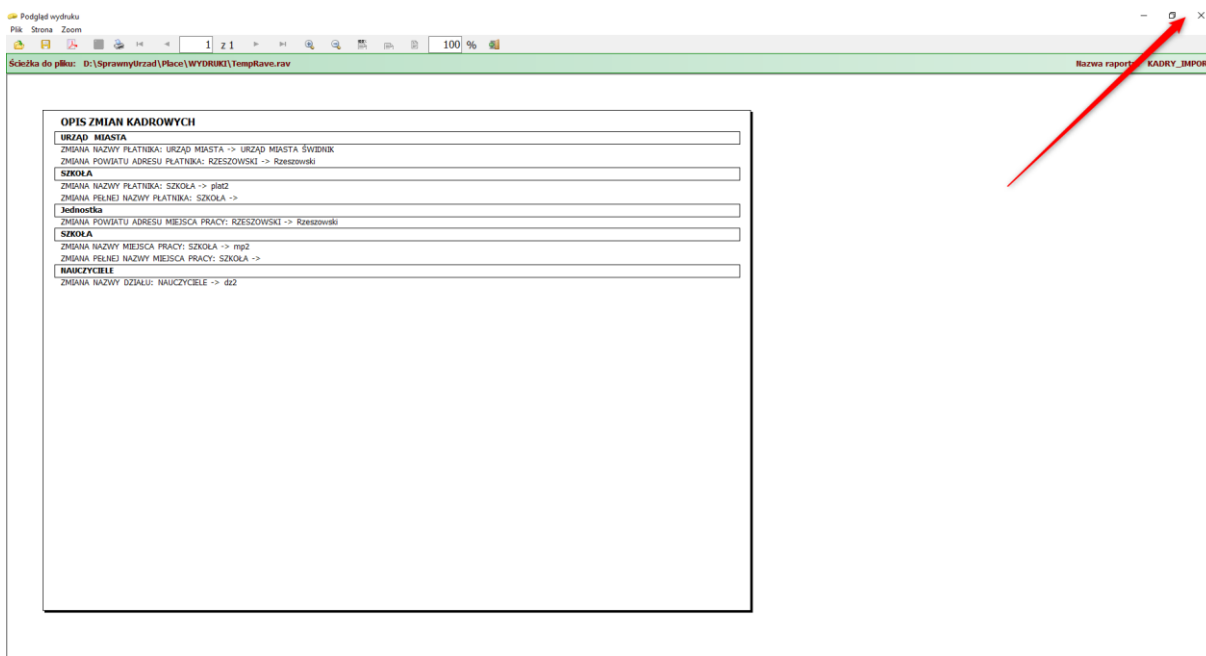 Podgląd wydruku
Plik Strona Zoom
1 z 1 100 %
Ścieżka do pliku: D:\SprawnyUrzad\Place\WYDRUKI\TempRave.rav Nazwa raportu: KADRY_IMPOR
OPIS ZMIAN KADROWYCH
URZĄD MIASTA
ZMIANA NAZWY PŁATNIKA: URZĄD MIASTA -> URZĄD MIASTA ŚWIDNIK
ZMIANA POWIATU ADRESU PŁATNIKA: RZESZOWSKI -> Rzeszowski
SZKOŁA
ZMIANA NAZWY PŁATNIKA: SZKOŁA -> plat2
ZMIANA PEŁNEJ NAZWY PŁATNIKA: SZKOŁA ->
Jednostka
ZMIANA POWIATU ADRESU MIEJSCA PRACY: RZESZOWSKI -> Rzeszowski
SZKOŁA
ZMIANA NAZWY MIEJSCA PRACY: SZKOŁA -> mp2
ZMIANA PEŁNEJ NAZWY MIEJSCA PRACY: SZKOŁA ->
NAUCZYCIELE
ZMIANA NAZWY DZIAŁU: NAUCZYCIELE -> dz2